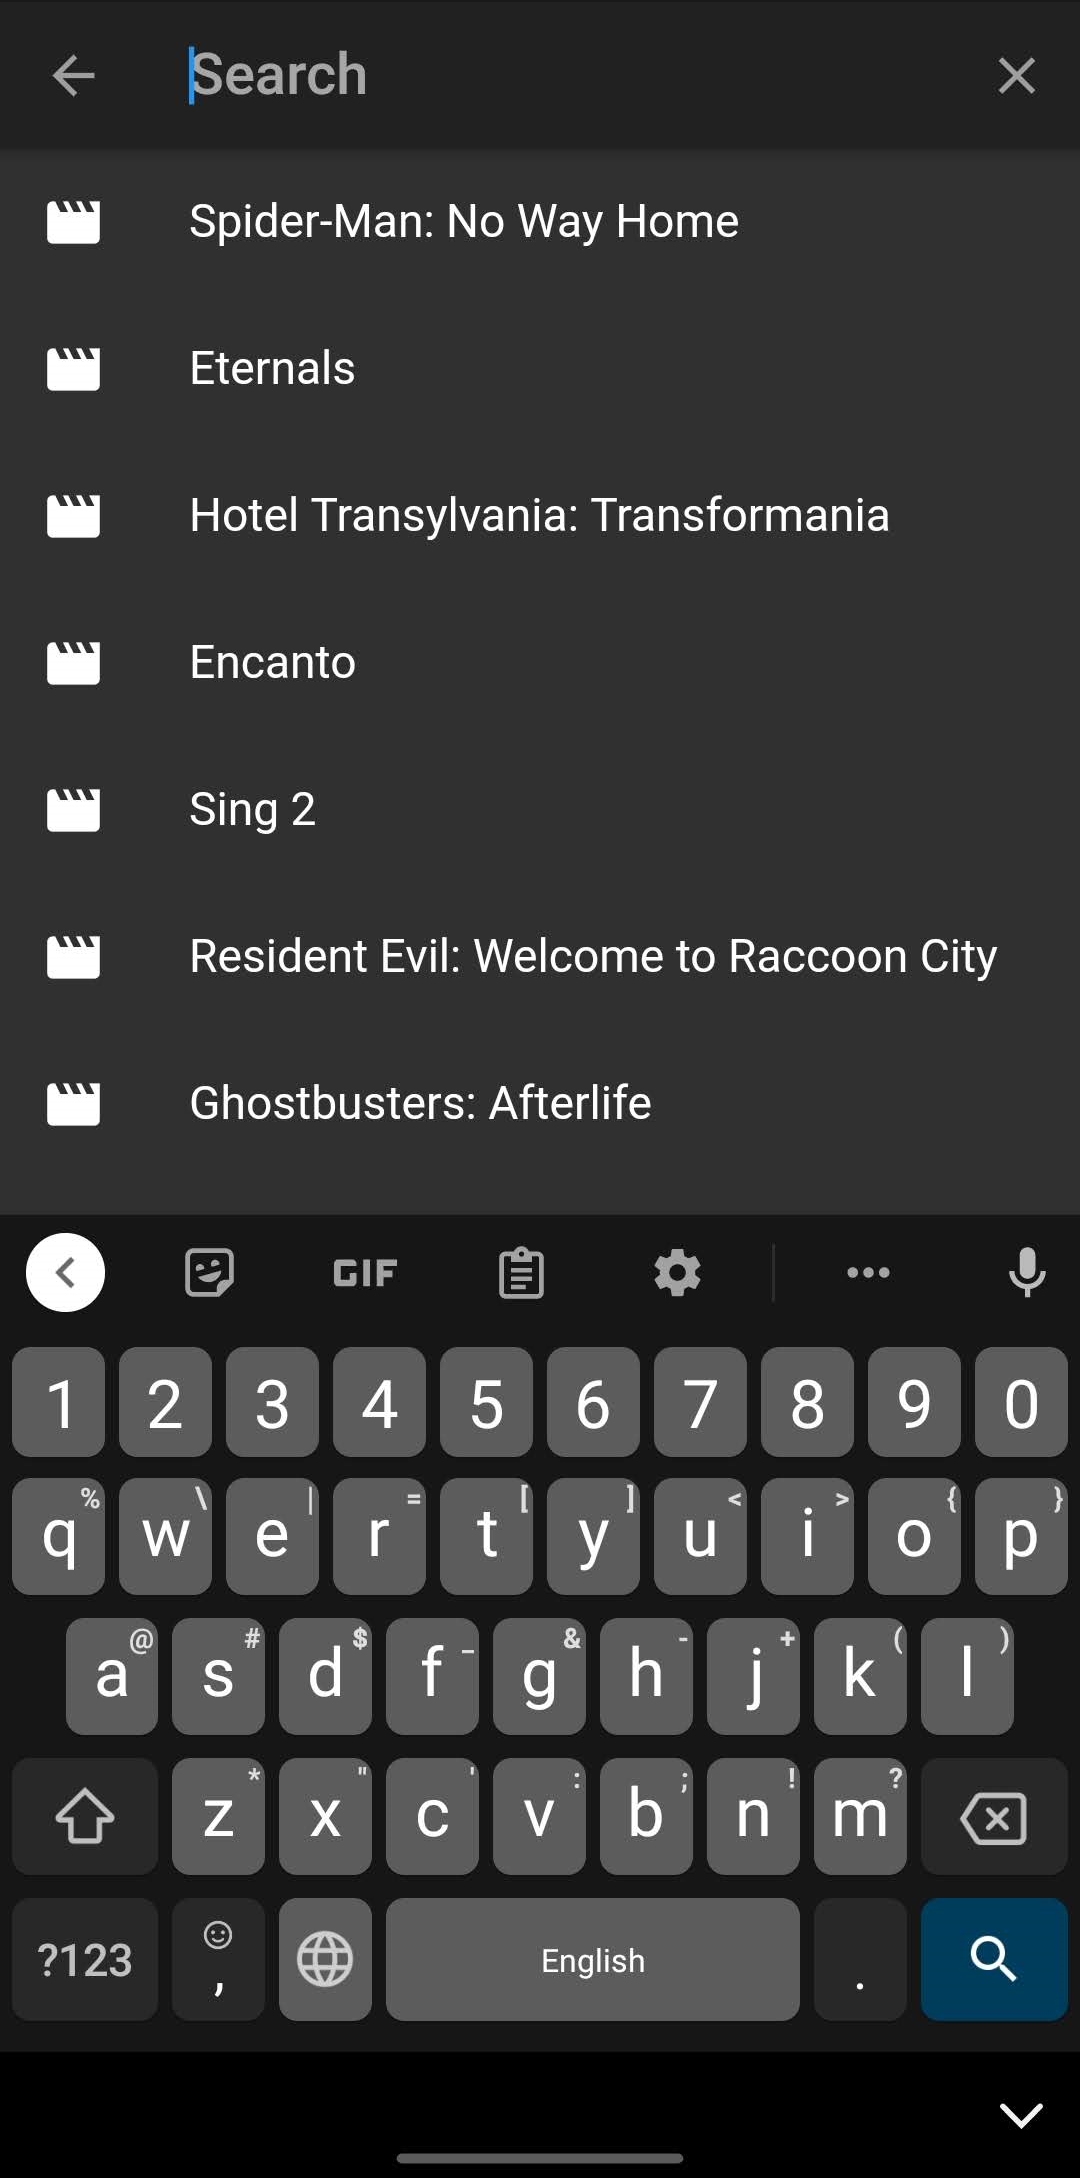 Search
Spider-Man: No Way Home
Eternals
Hotel Transylvania: Transformania
Encanto
Sing 2
Resident Evil: Welcome to Raccoon City
Ghostbusters: Afterlife
GIF
1 2 3 4 5 6 7 8 9 0
% \ | = [ ] < > { }
q w e r t y u i o p
@ # $ _ & - + ( )
a s d f g h j k l
* " ' : ; ! ?
z x c v b n m
?123 , English .